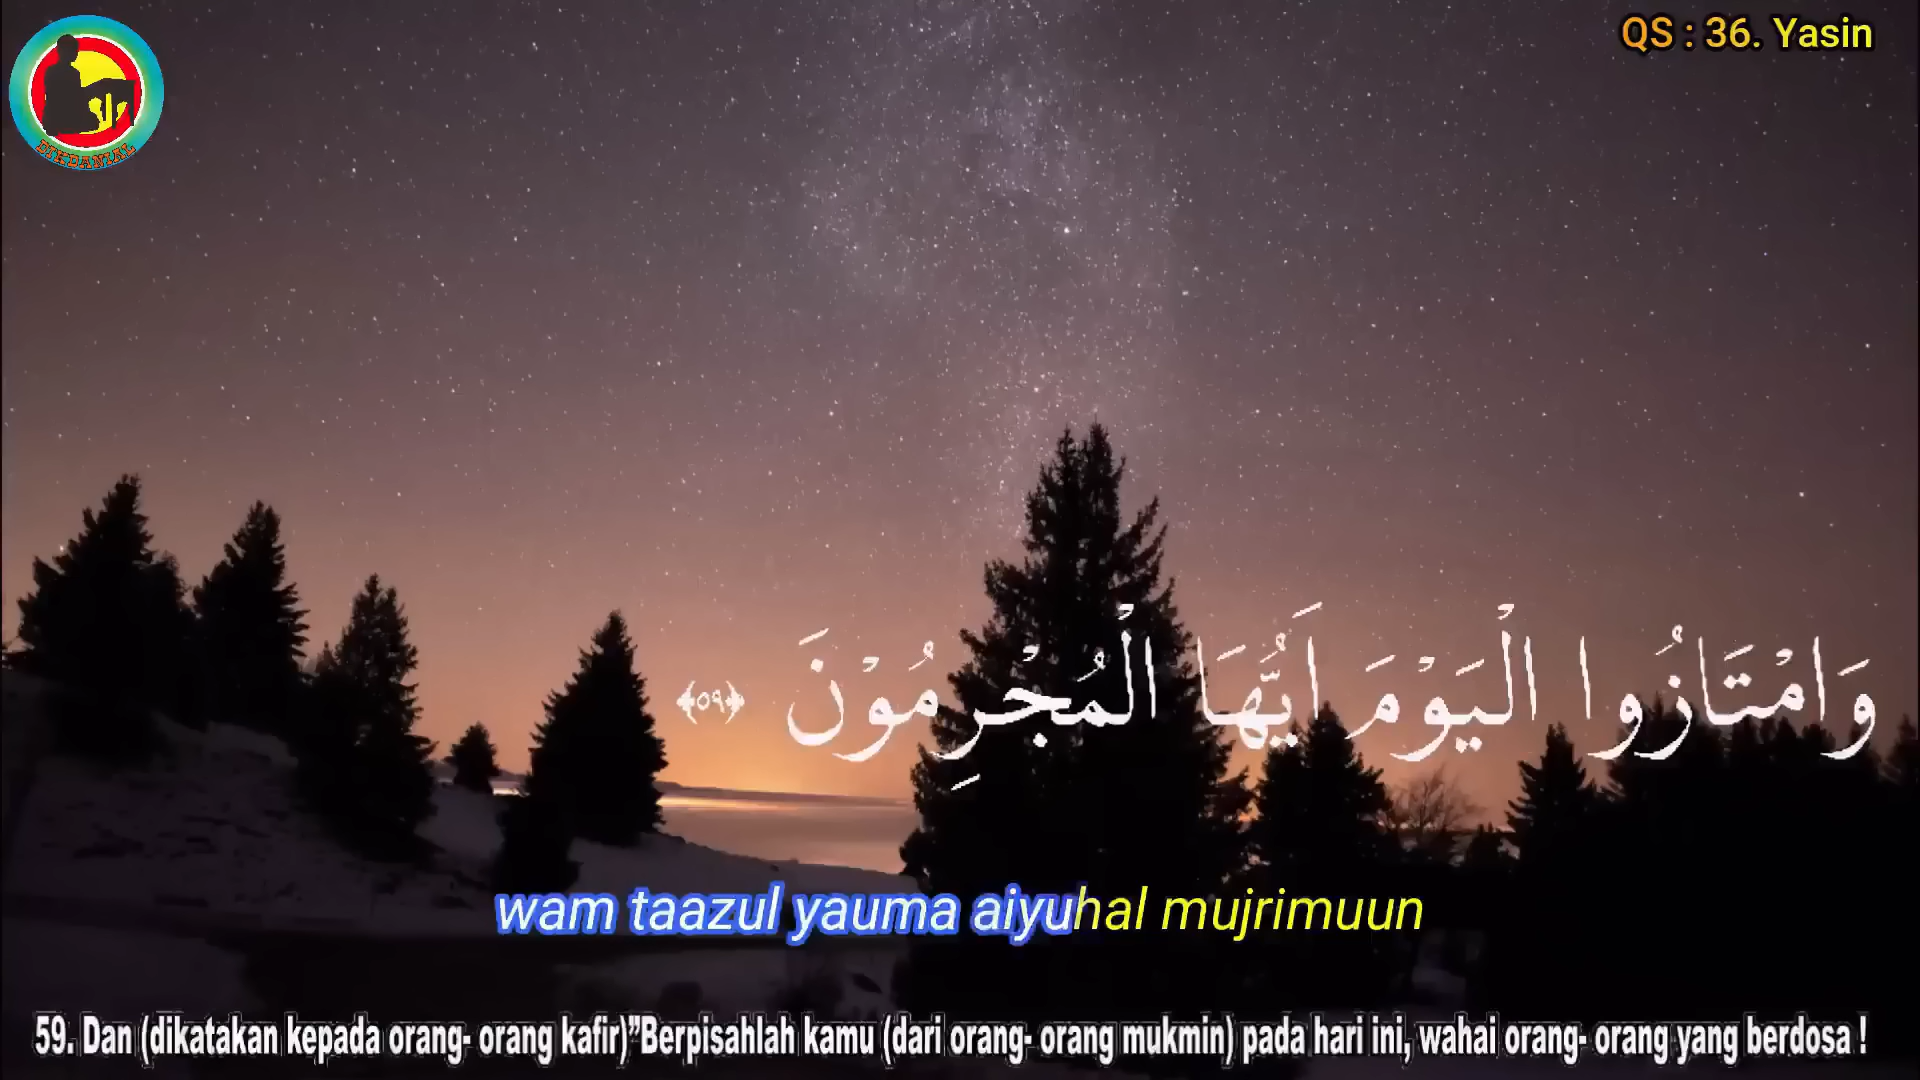 QS : 36. Yasin
DIKDANIAL
وَامْتَازُوا الْيَوْمَ اَيُّهَا الْمُجْرِمُوْنَ ﴿٥٩﴾
wam taazul yauma aiyuhal mujrimuun
59. Dan (dikatakan kepada orang- orang kafir)”Berpisahlah kamu (dari orang- orang mukmin) pada hari ini, wahai orang- orang yang berdosa !